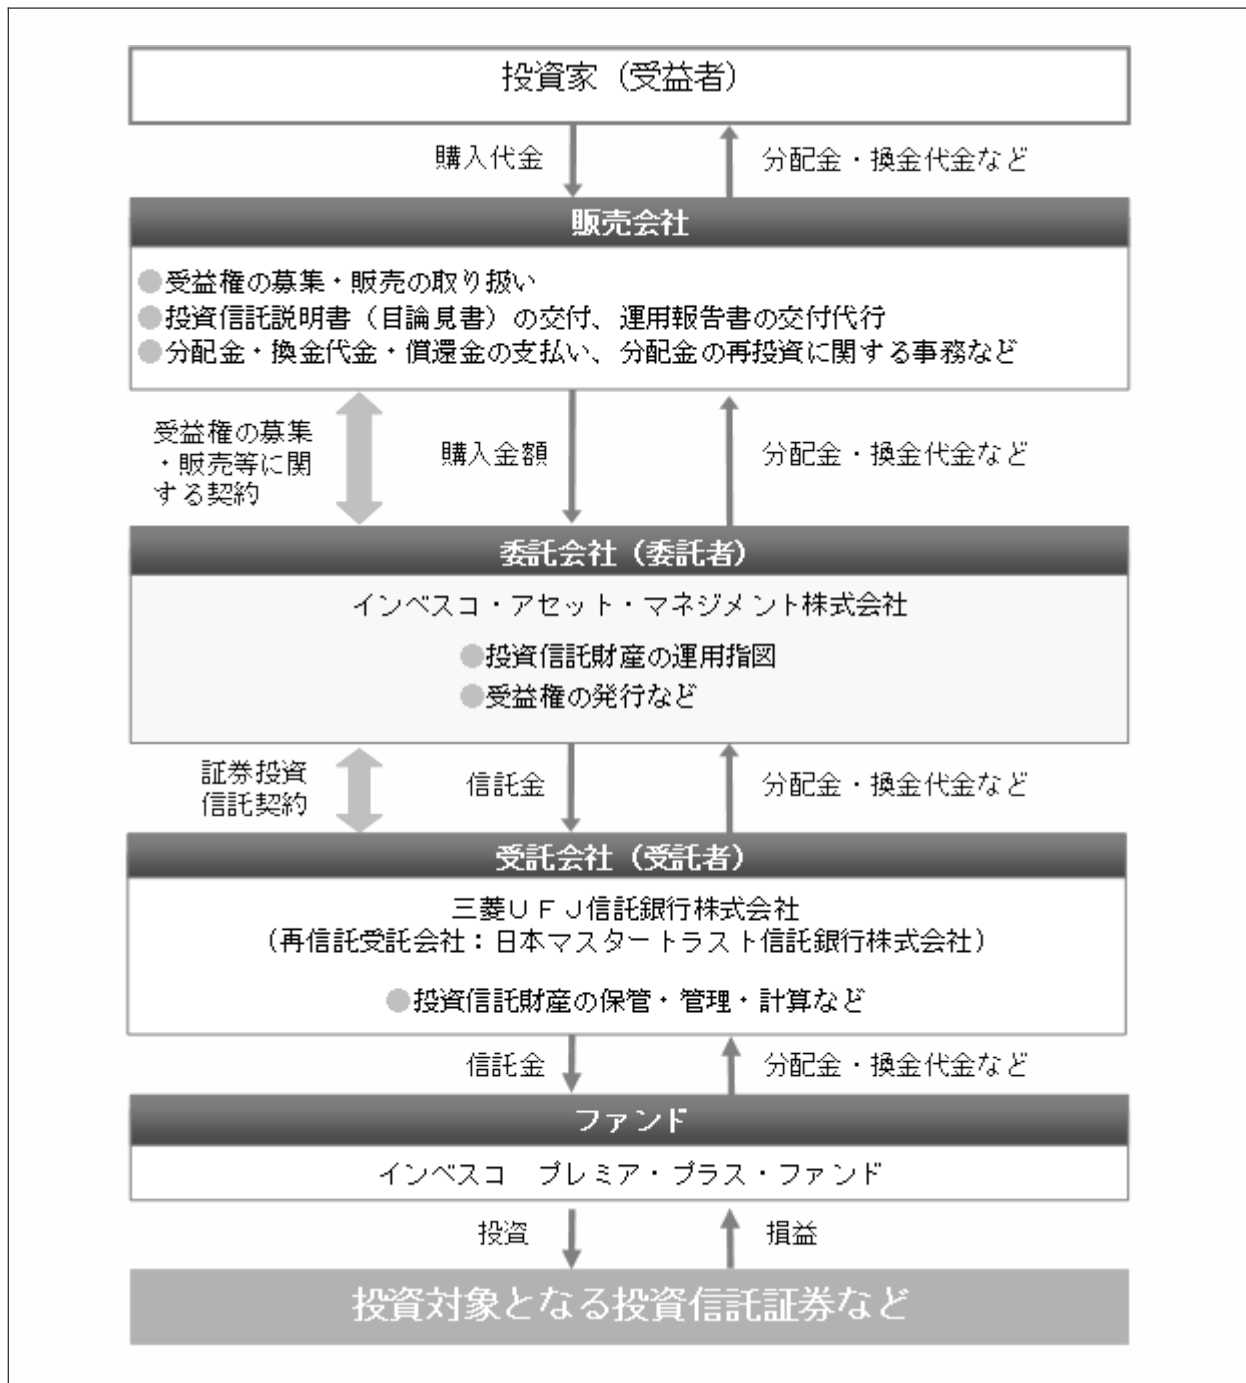 投資家（受益者）
購入代金
分配金・換金代金など
販売会社
●受益権の募集・販売の取り扱い
●投資信託説明書（目論見書）の交付、運用報告書の交付代行
●分配金・換金代金・償還金の支払い、分配金の再投資に関する事務など
受益権の募集
・販売等に関
する契約
購入金額
分配金・換金代金など
委託会社（委託者）
インベスコ・アセット・マネジメント株式会社
●投資信託財産の運用指図
●受益権の発行など
証券投資
信託契約
信託金
分配金・換金代金など
受託会社（受託者）
三菱ＵＦＪ信託銀行株式会社
（再信託受託会社：日本マスタートラスト信託銀行株式会社）
●投資信託財産の保管・管理・計算など
信託金
分配金・換金代金など
ファンド
インベスコ　プレミア・プラス・ファンド
投資
損益
投資対象となる投資信託証券など